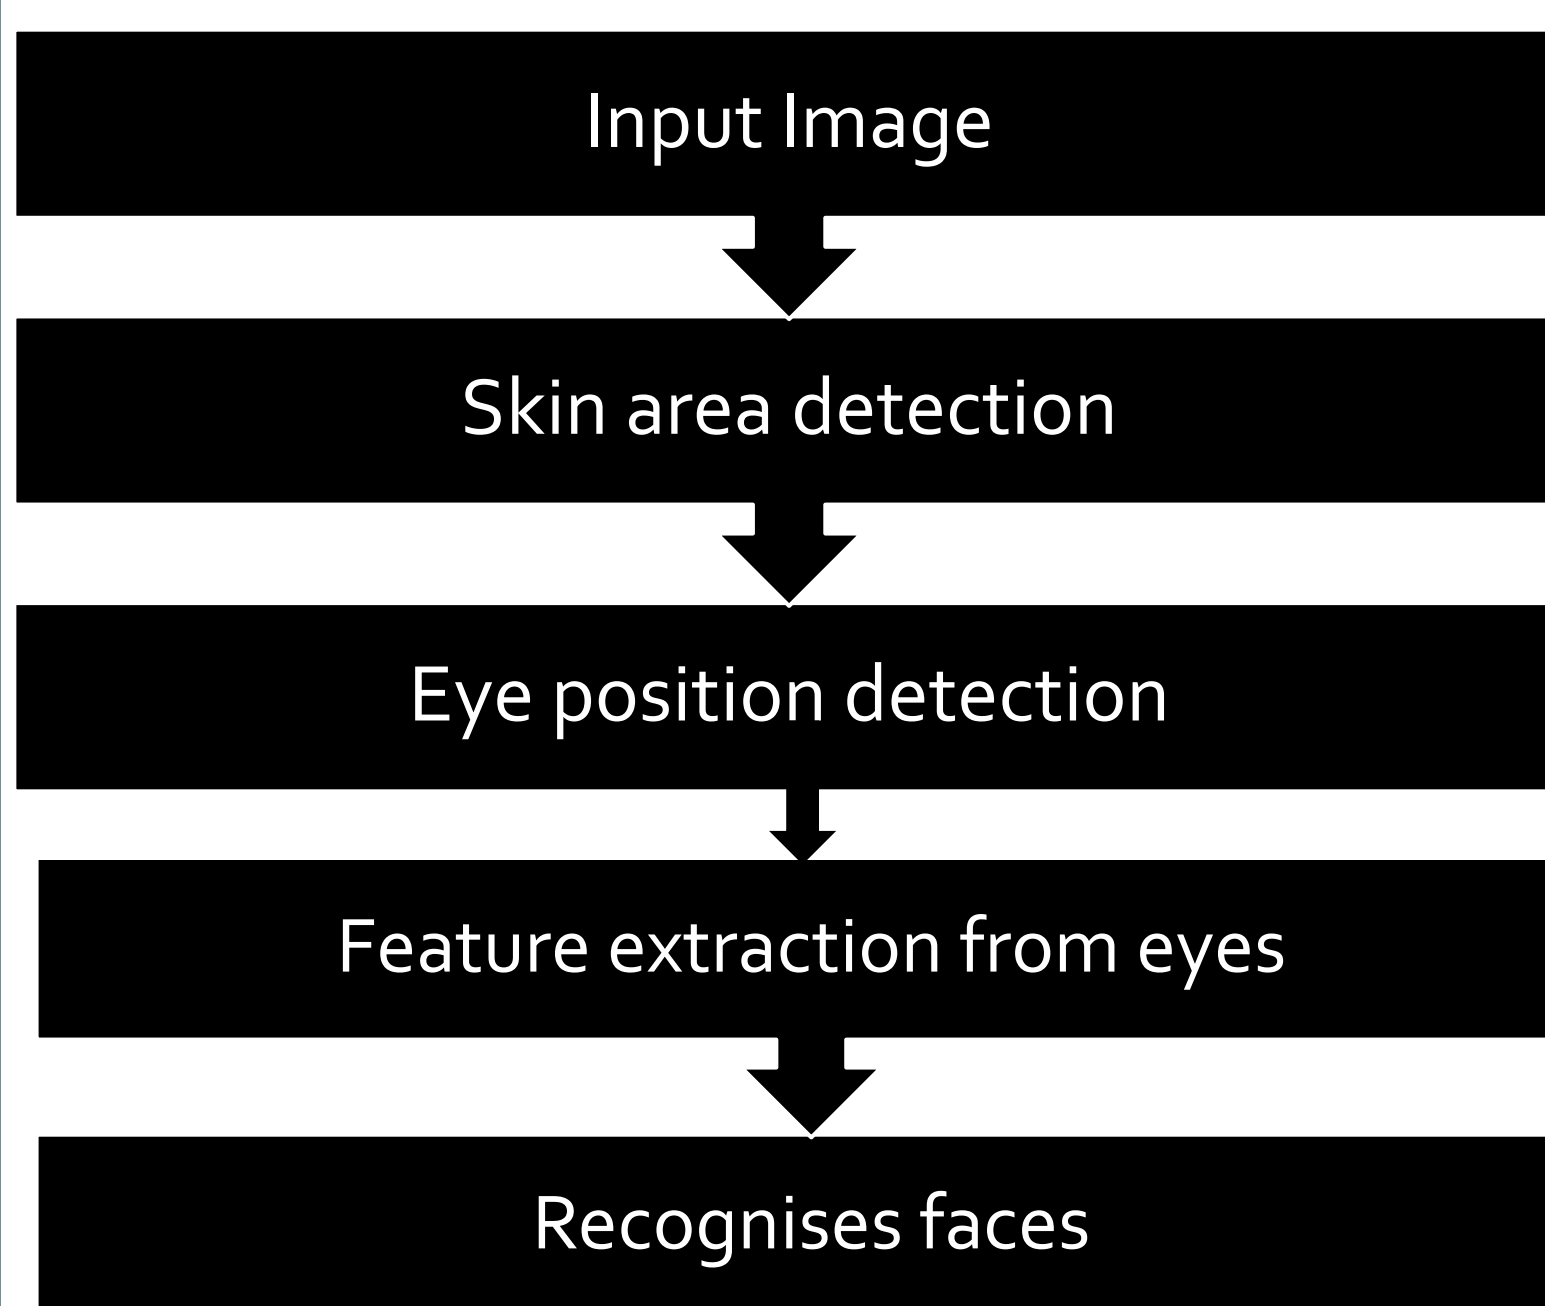 Input Image
Skin area detection
Eye position detection
Feature extraction from eyes
Recognises faces